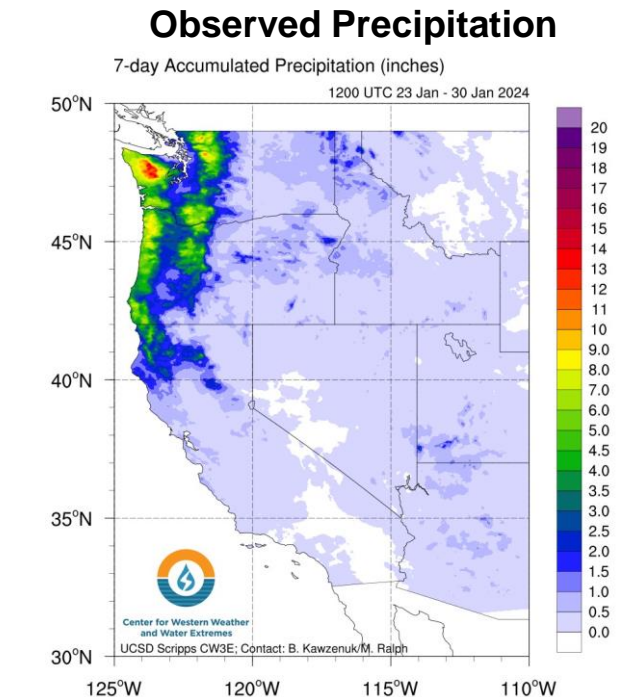 Observed Precipitation
7-day Accumulated Precipitation (inches)
1200 UTC 23 Jan - 30 Jan 2024
50°N
45°N
40°N
35°N
30°N
125°W
120°W
115°W
110°W
20
19
18
17
16
15
14
13
12
11
10
9.0
8.0
7.0
6.0
5.0
4.5
4.0
3.5
3.0
2.5
2.0
1.5
1.0
0.5
0.0
Center for Western Weather
and Water Extremes
UCSD Scripps CW3E; Contact: B. Kawzenuk/M. Ralph